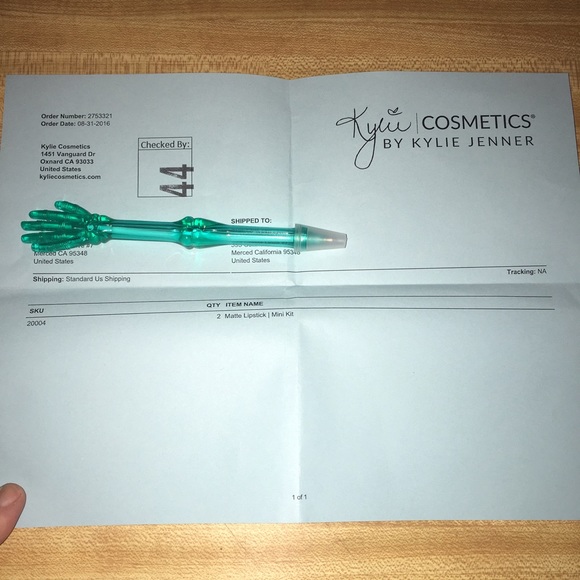 Order Number: 2753321
Order Date: 08-31-2016
Kylie | COSMETICS®
BY KYLIE JENNER
Kylie Cosmetics
1451 Vanguard Dr
Oxnard CA 93033
United States
kyliecosmetics.com
Checked By:
44
SHIPPED TO:
Merced CA 95348
United States
Merced California 95348
United States
Shipping: Standard Us Shipping
Tracking: NA
SKU QTY ITEM NAME
20004 2 Matte Lipstick | Mini Kit
1 of 1